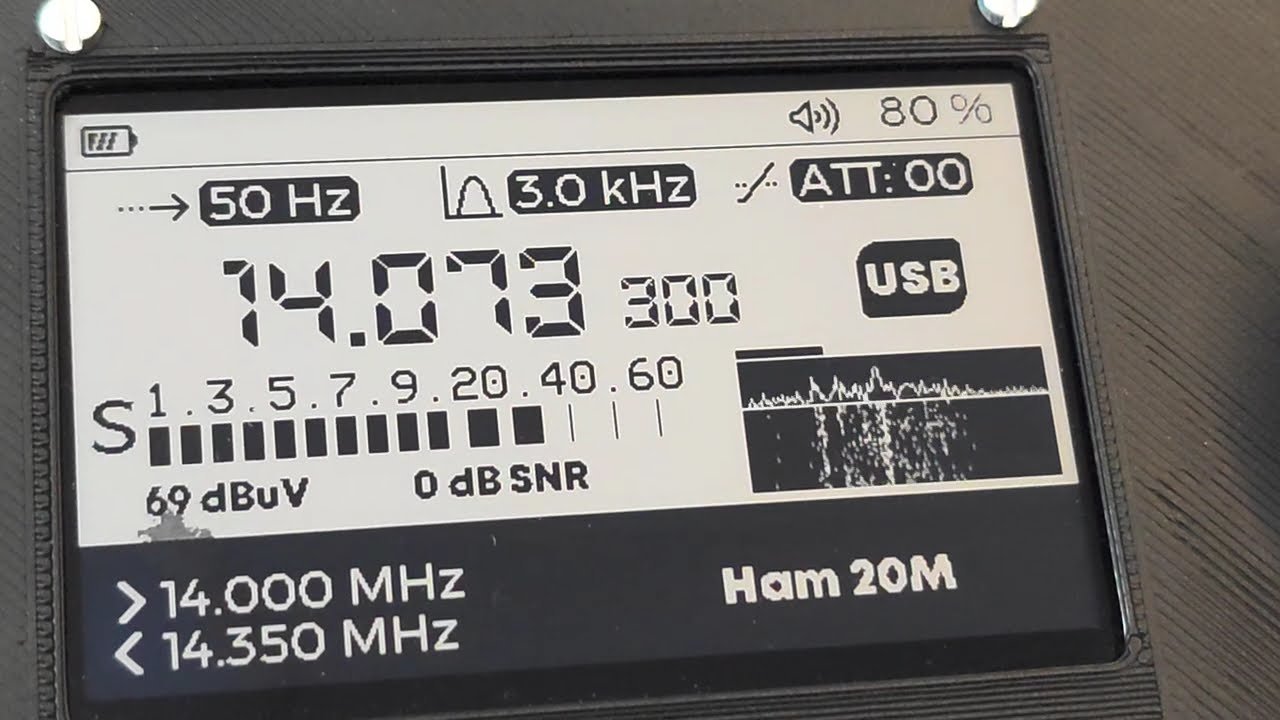 80 %
50 Hz 3.0 kHz ATT: 00
14.073 300 USB
S 1 . 3 . 5 . 7 . 9 . 20 . 40 . 60
69 dBuV 0 dB SNR
> 14.000 MHz Ham 20M
< 14.350 MHz